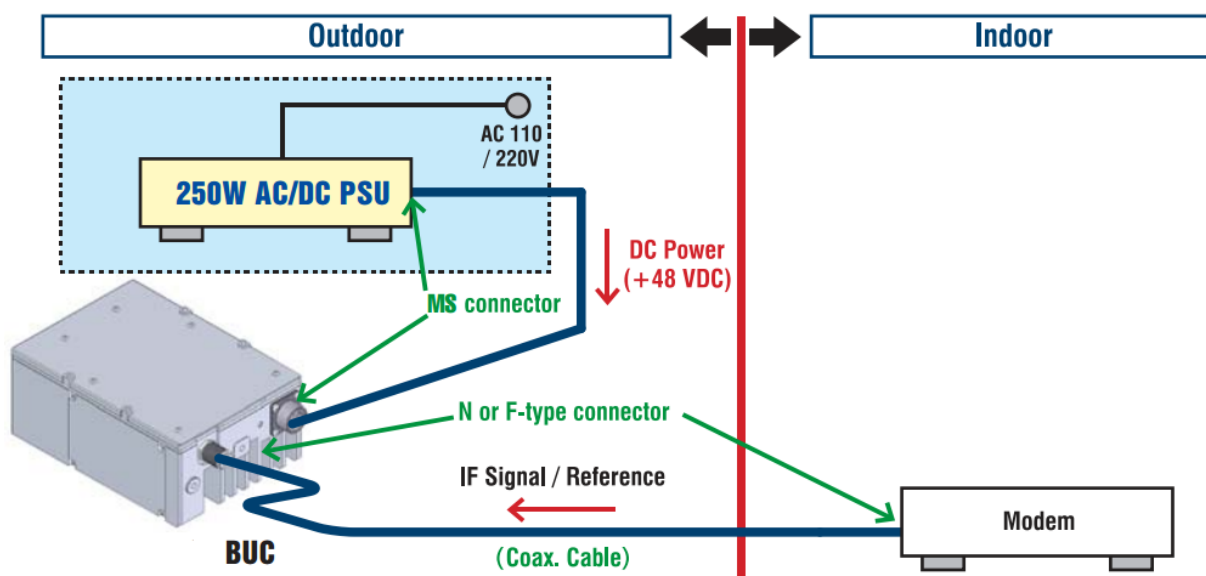 Outdoor
Indoor
AC 110
/ 220V
250W AC/DC PSU
DC Power
(+48 VDC)
MS connector
N or F-type connector
IF Signal / Reference
Modem
BUC
(Coax. Cable)